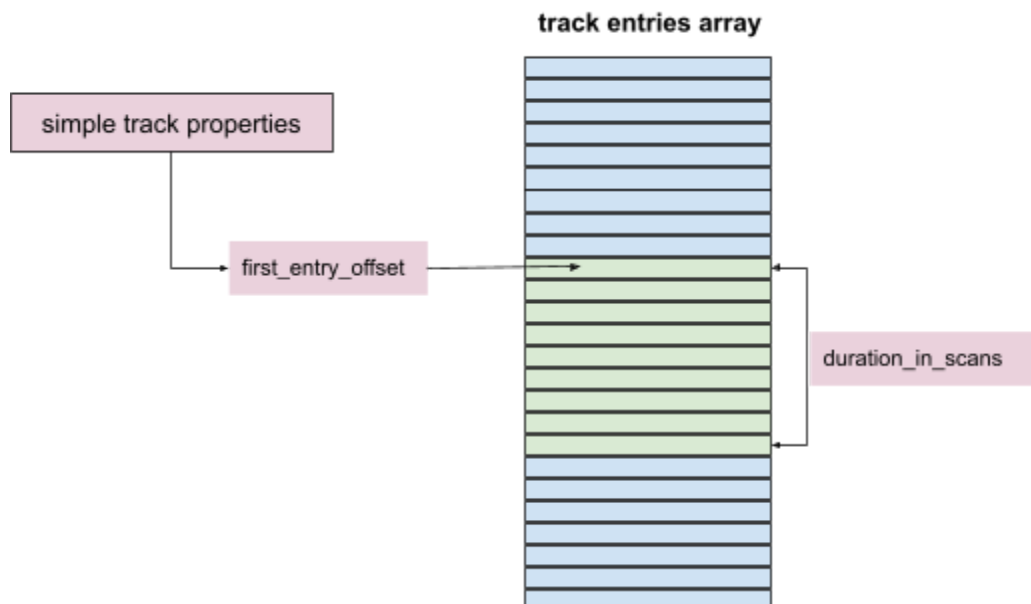 track entries array
simple track properties
first_entry_offset
duration_in_scans